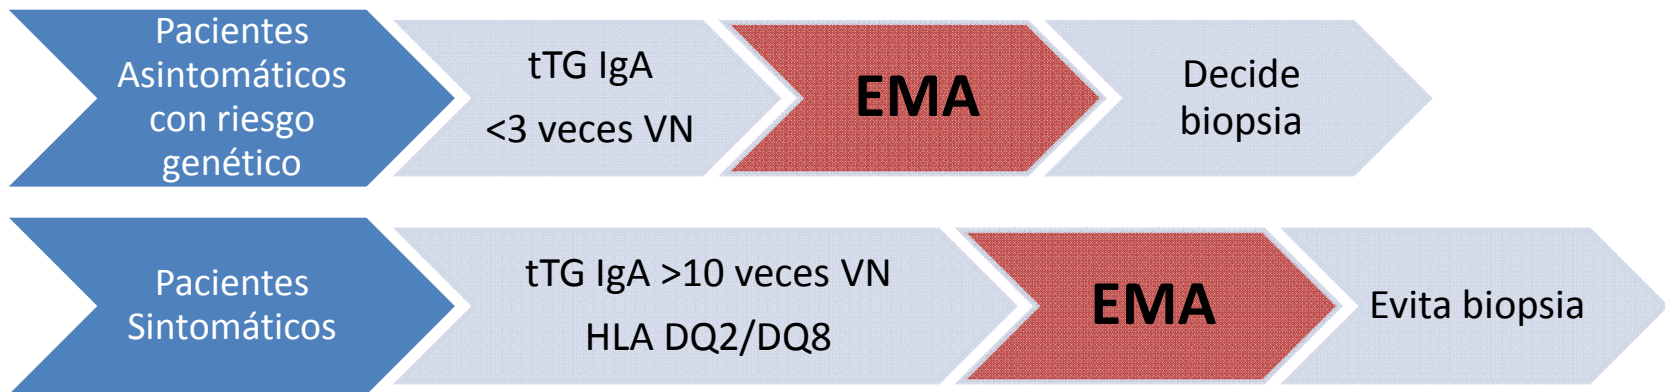 Pacientes
Asintomáticos
con riesgo
genético
tTG IgA
<3 veces VN
EMA
Decide
biopsia
Pacientes
Sintomáticos
tTG IgA >10 veces VN
HLA DQ2/DQ8
EMA
Evita biopsia